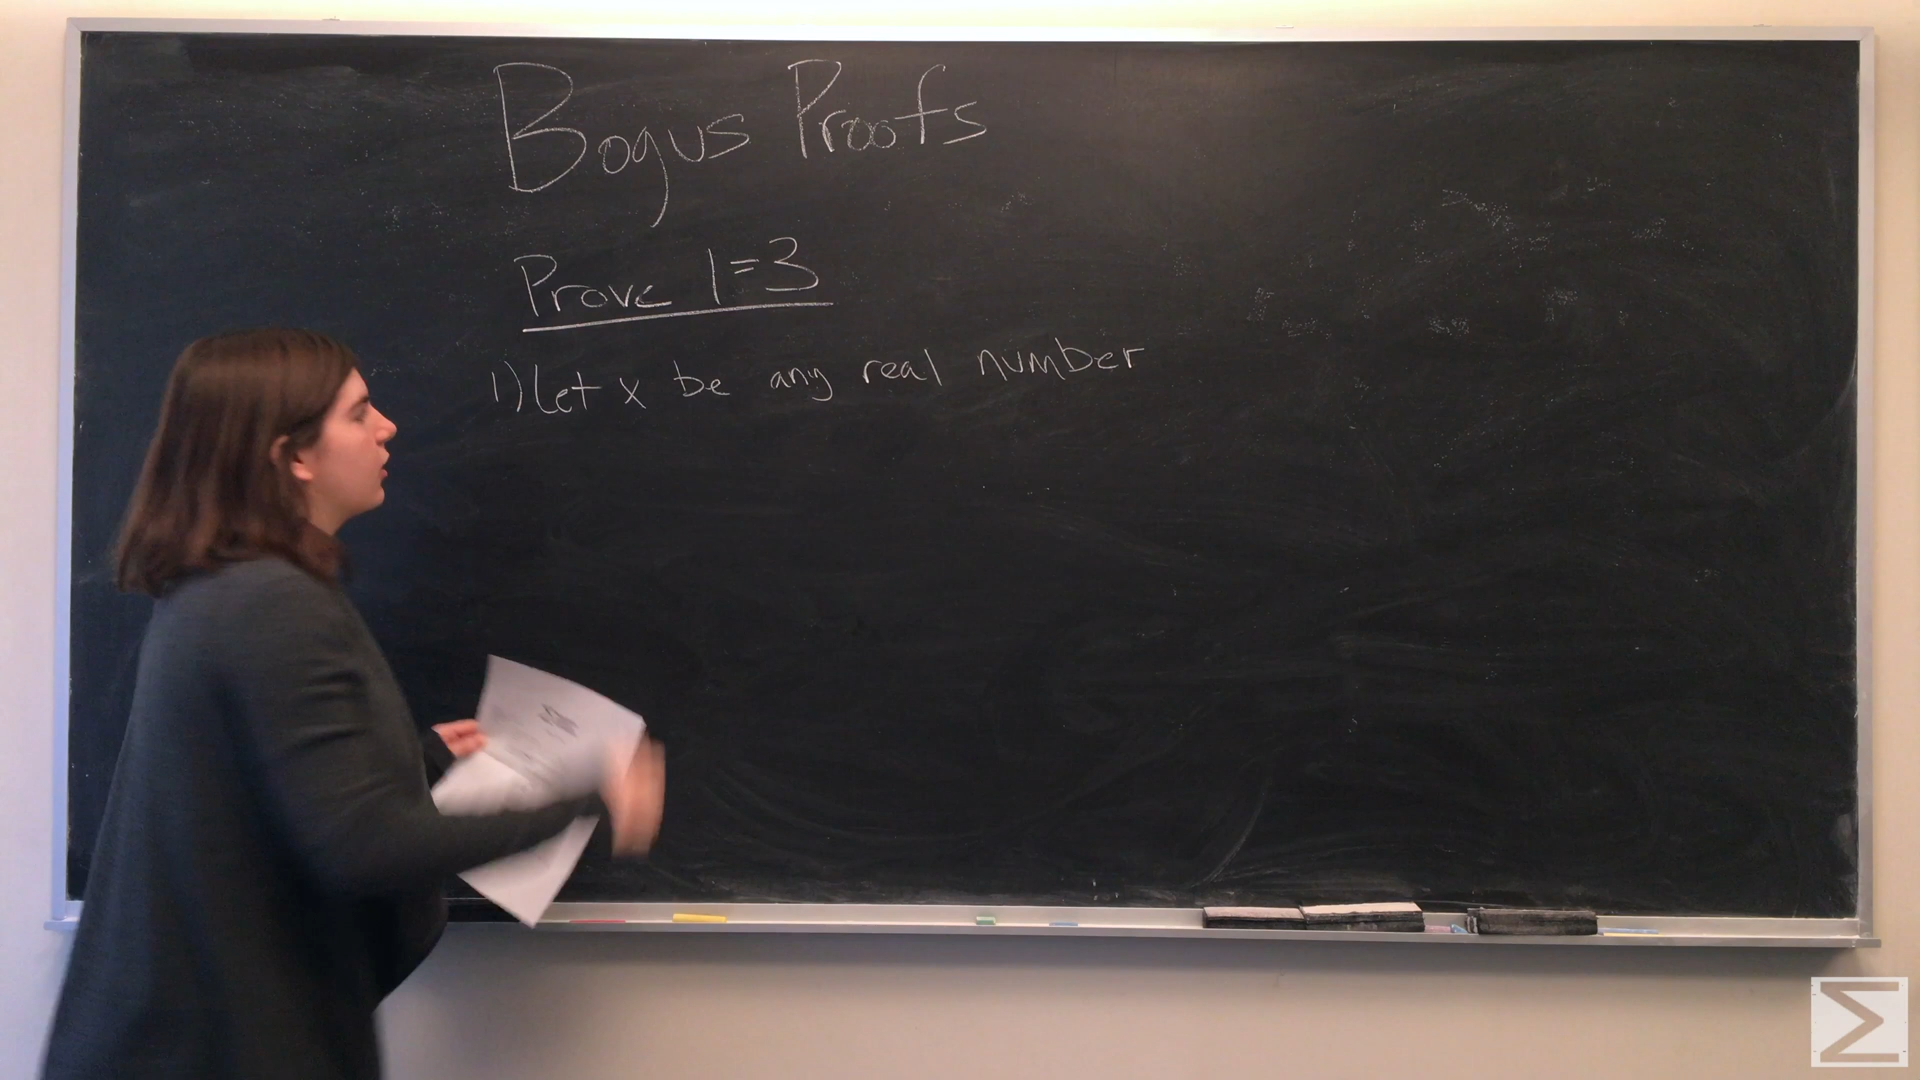 Bogus Proofs
Prove 1=3
1) Let x be any real number
Σ